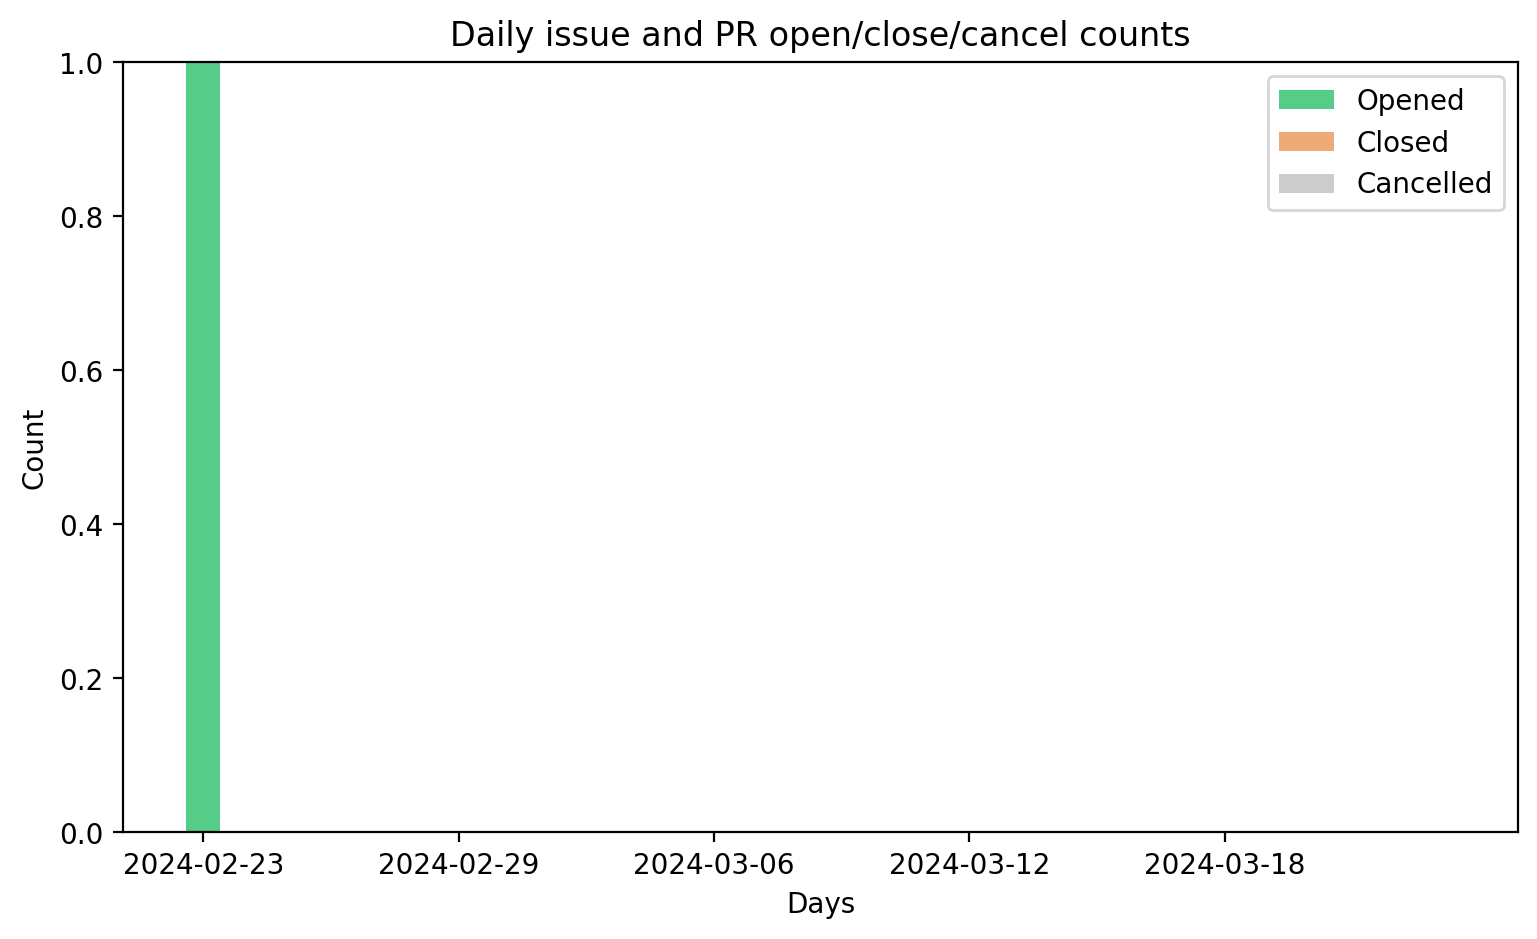 Daily issue and PR open/close/cancel counts
1.0
0.8
0.6
0.4
0.2
0.0
Count
Opened
Closed
Cancelled
2024-02-23
2024-02-29
2024-03-06
2024-03-12
2024-03-18
Days